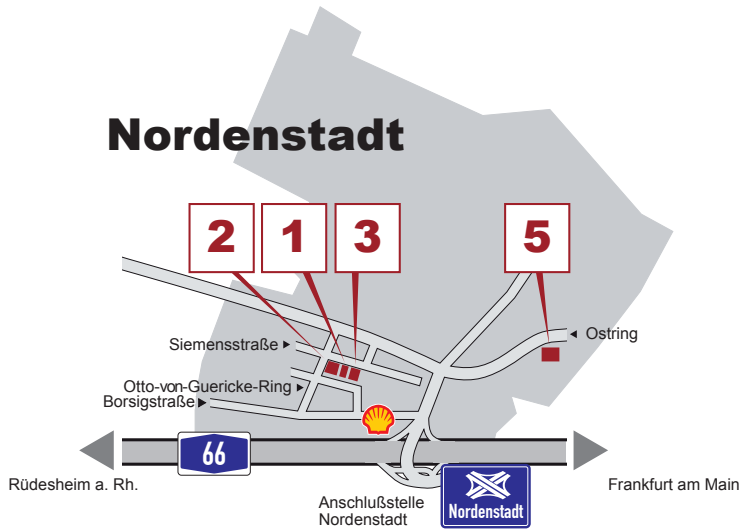 Nordenstadt
2
1
3
5
Siemensstraße
Ostring
Otto-von-Guericke-Ring
Borsigstraße
66
Rüdesheim a. Rh.
Frankfurt am Main
Anschlußstelle
Nordenstadt
Nordenstadt